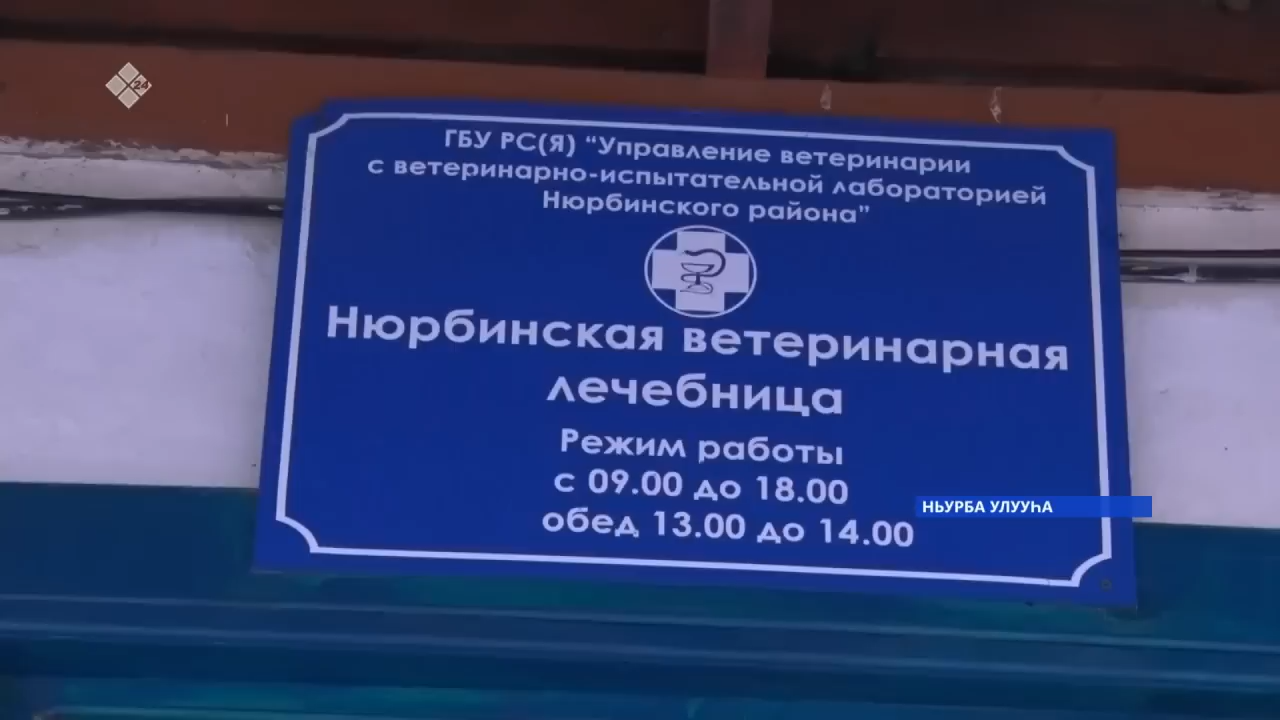 Х24
ГБУ РС(Я) “Управление ветеринарии
с ветеринарно-испытательной лабораторией
Нюрбинского района”
Нюрбинская ветеринарная
лечебница
Режим работы
с 09.00 до 18.00
обед 13.00 до 14.00
НЬУРБА УЛУУҺА